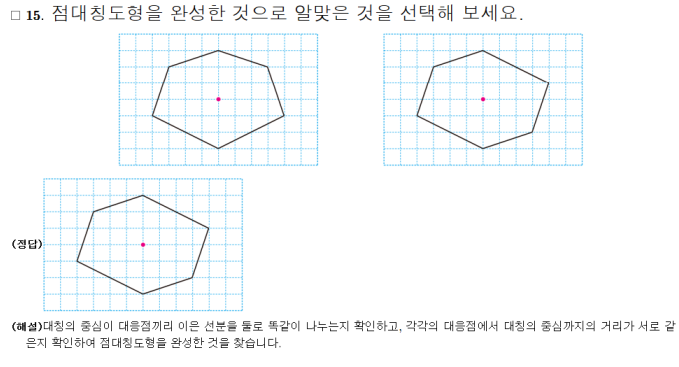 □ 15. 점대칭도형을 완성한 것으로 알맞은 것을 선택해 보세요.
(정답)
(해설)대칭의 중심이 대응점끼리 이은 선분을 둘로 똑같이 나누는지 확인하고, 각각의 대응점에서 대칭의 중심까지의 거리가 서로 같
은지 확인하여 점대칭도형을 완성한 것을 찾습니다.